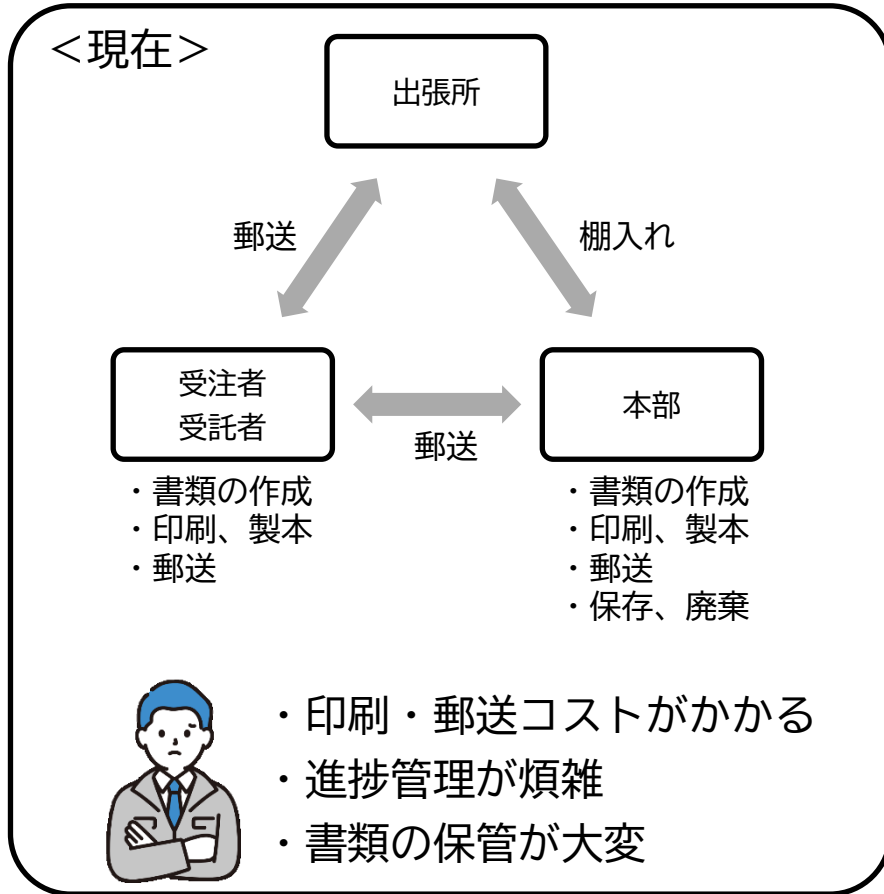 ＜現在＞
出張所
郵送
棚入れ
受注者
受託者
本部
郵送
・書類の作成
・印刷、製本
・郵送
・書類の作成
・印刷、製本
・郵送
・保存、廃棄
・印刷・郵送コストがかかる
・進捗管理が煩雑
・書類の保管が大変